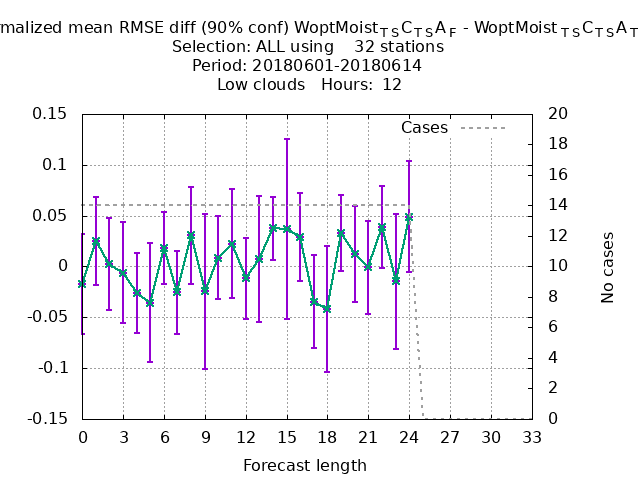 mean RMSE diff (90% conf) WoptMoist_TSC_TSA_F - WoptMoist_TSC_TSA_T
Selection: ALL using 32 stations
Period: 20180601-20180614
Low clouds Hours: 12
0.15
0.1
0.05
0
-0.05
-0.1
-0.15
20
18
16
14
12
10
8
6
4
2
0
Cases
No cases
0 3 6 9 12 15 18 21 24 27 30 33
Forecast length